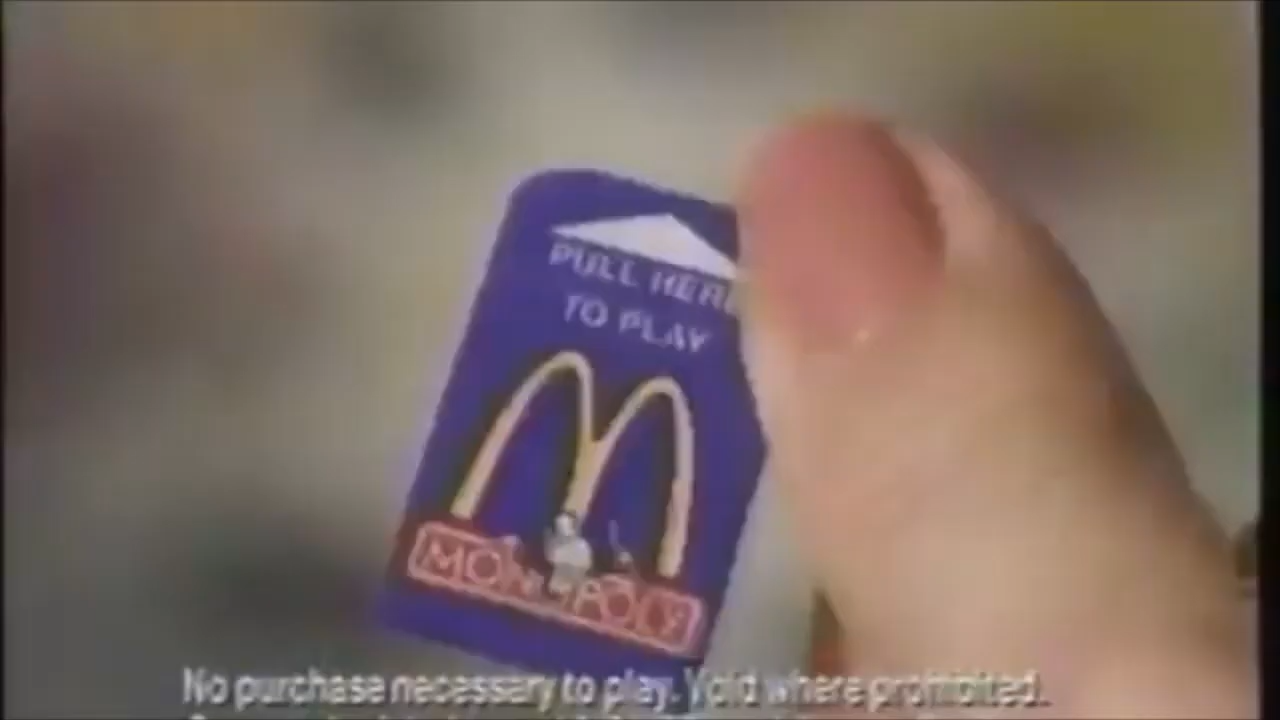 PULL HERE
TO PLAY
MONOPOLY
No purchase necessary to play. Void where prohibited.